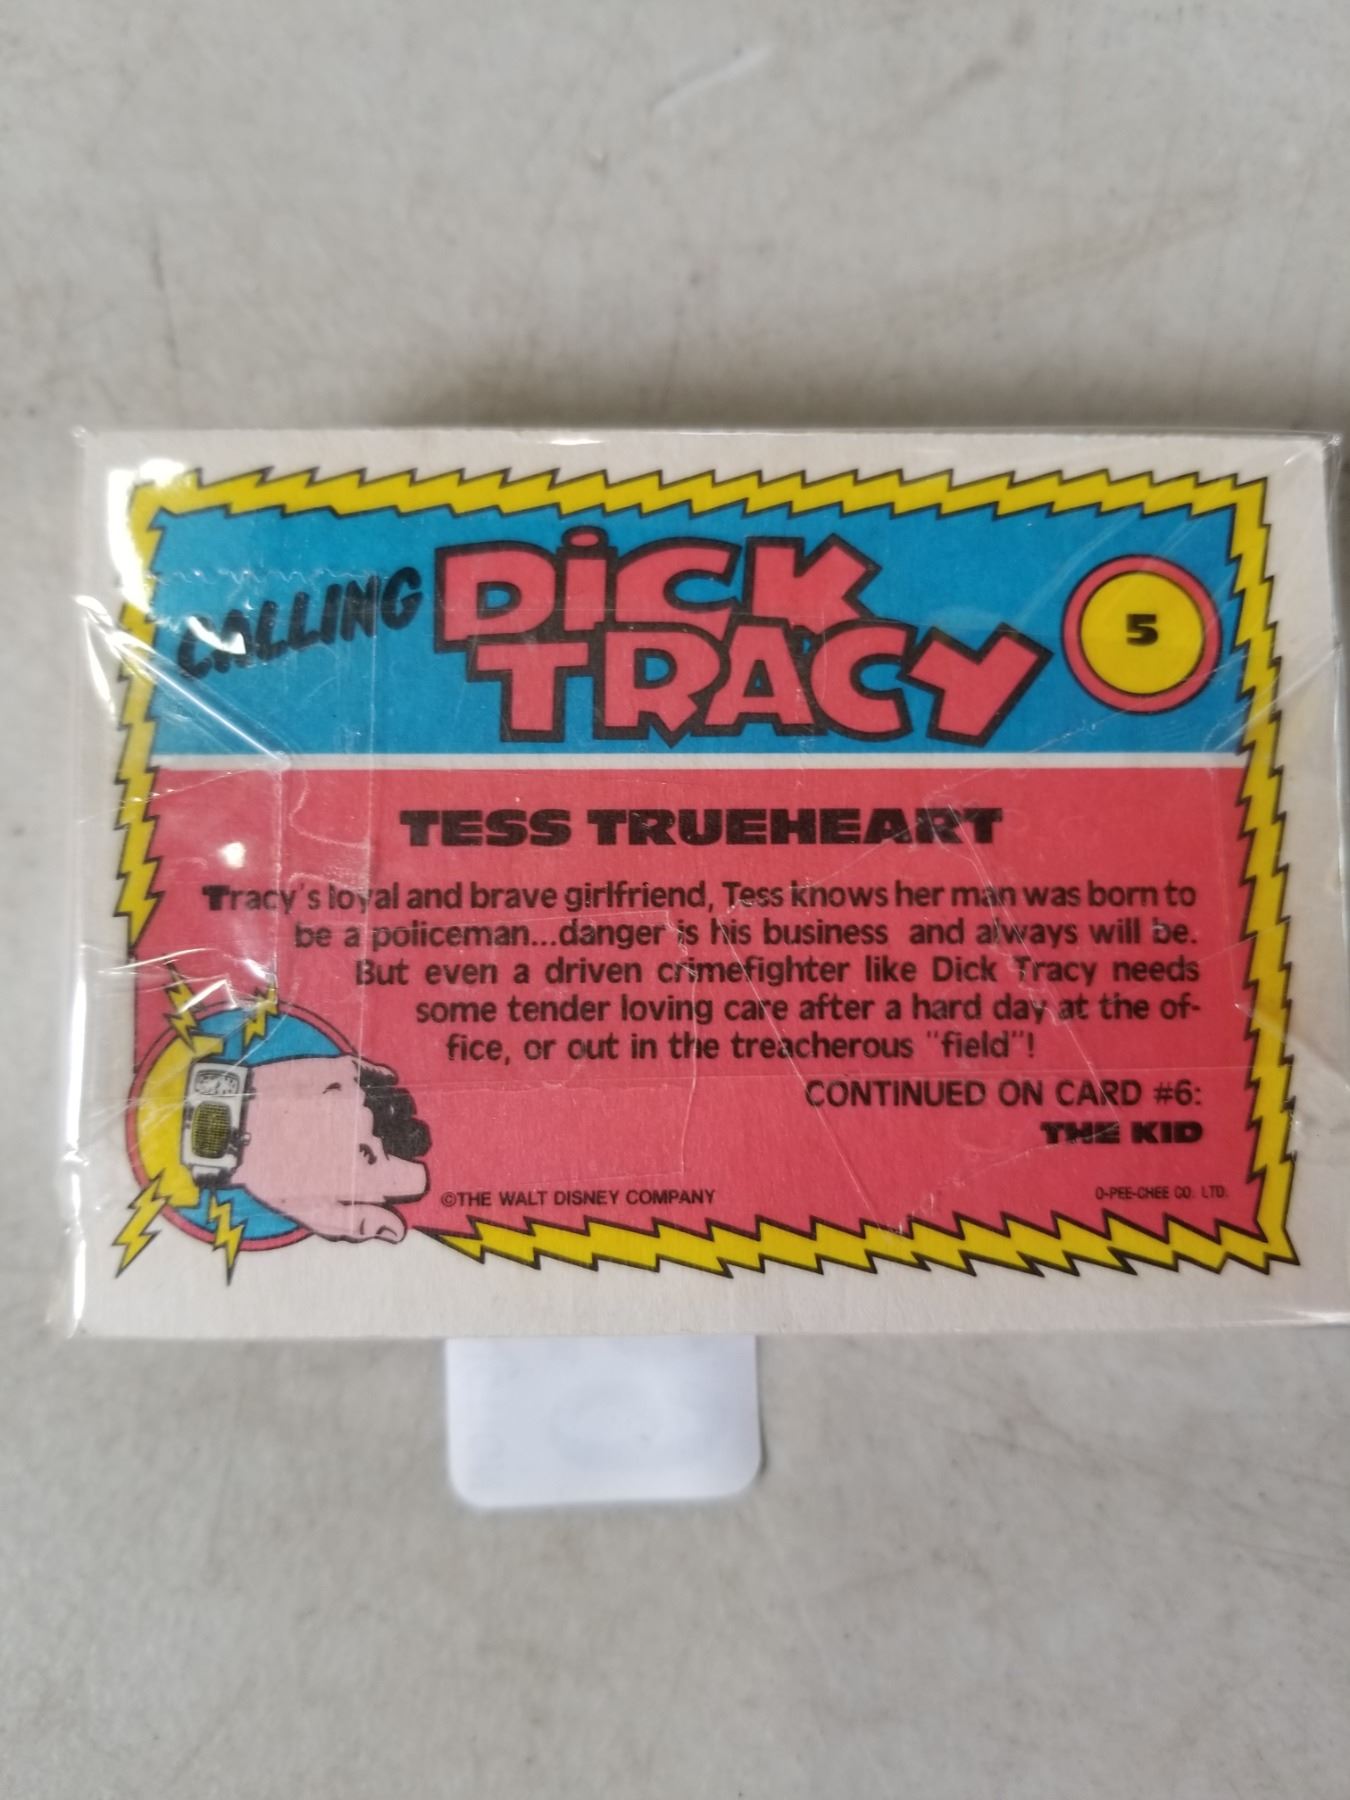 CALLING
DiCK
TRACY
5
TESS TRUEHEART
Tracy's loyal and brave girlfriend, Tess knows her man was born to
be a policeman...danger is his business and always will be.
But even a driven crimefighter like Dick Tracy needs
some tender loving care after a hard day at the of-
fice, or out in the treacherous "field"!
CONTINUED ON CARD #6:
THE KID
©THE WALT DISNEY COMPANY
O-PEE-CHEE CO. LTD.